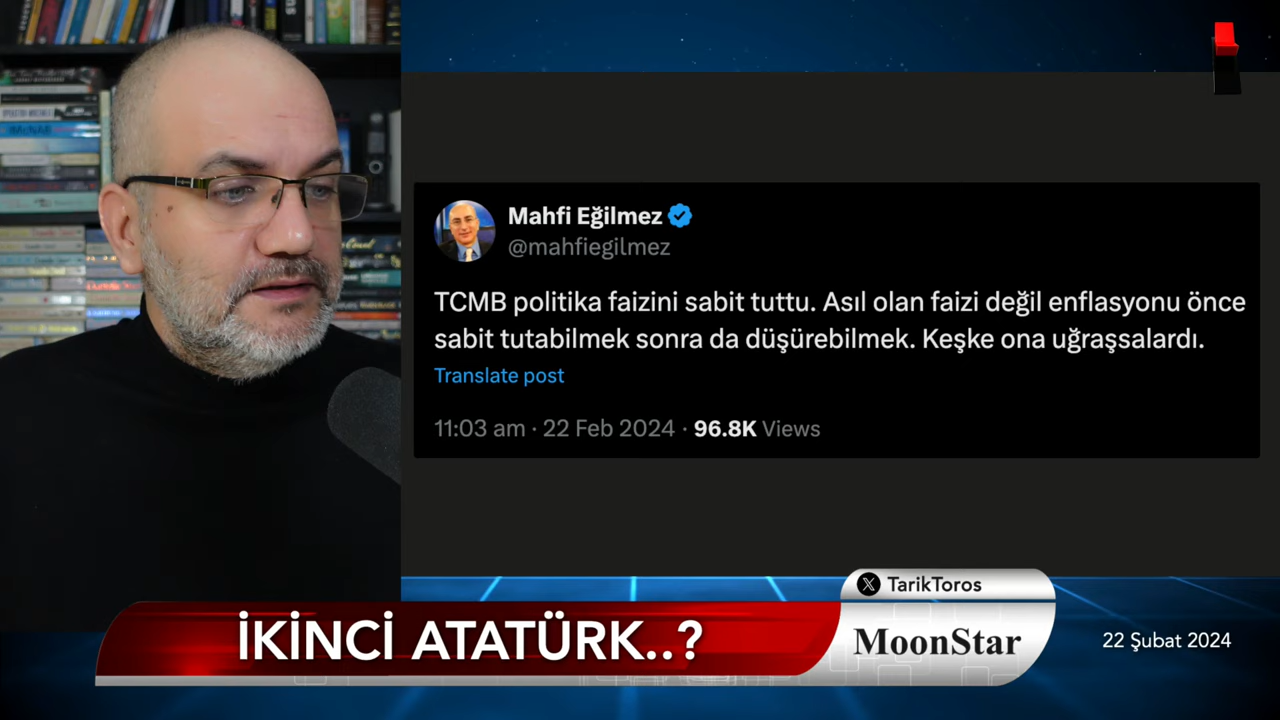 Mahfi Eğilmez
@mahfiegilmez
TCMB politika faizini sabit tuttu. Asıl olan faizi değil enflasyonu önce
sabit tutabilmek sonra da düşürebilmek. Keşke ona uğraşsalardı.
Translate post
11:03 am · 22 Feb 2024 · 96.8K Views
TarikToros
İKİNCİ ATATÜRK..?
MoonStar
22 Şubat 2024